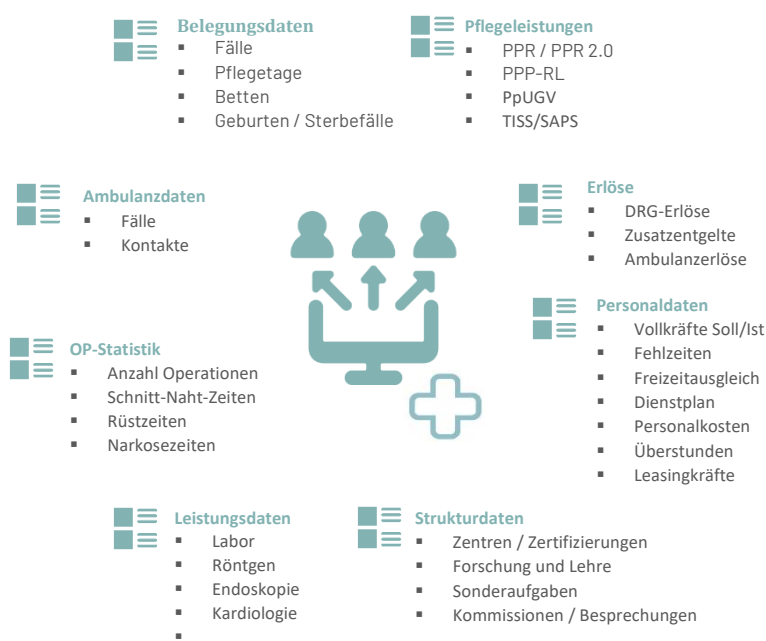 Belegungsdaten
▪ Fälle
▪ Pflegetage
▪ Betten
▪ Geburten / Sterbefälle
Pflegeleistungen
▪ PPR / PPR 2.0
▪ PPP-RL
▪ PpUGV
▪ TISS/SAPS
Ambulanzdaten
▪ Fälle
▪ Kontakte
Erlöse
▪ DRG-Erlöse
▪ Zusatzentgelte
▪ Ambulanzerlöse
OP-Statistik
▪ Anzahl Operationen
▪ Schnitt-Naht-Zeiten
▪ Rüstzeiten
▪ Narkosezeiten
Personaldaten
▪ Vollkräfte Soll/Ist
▪ Fehlzeiten
▪ Freizeitausgleich
▪ Dienstplan
▪ Personalkosten
▪ Überstunden
▪ Leasingkräfte
Leistungsdaten
▪ Labor
▪ Röntgen
▪ Endoskopie
▪ Kardiologie
▪
Strukturdaten
▪ Zentren / Zertifizierungen
▪ Forschung und Lehre
▪ Sonderaufgaben
▪ Kommissionen / Besprechungen